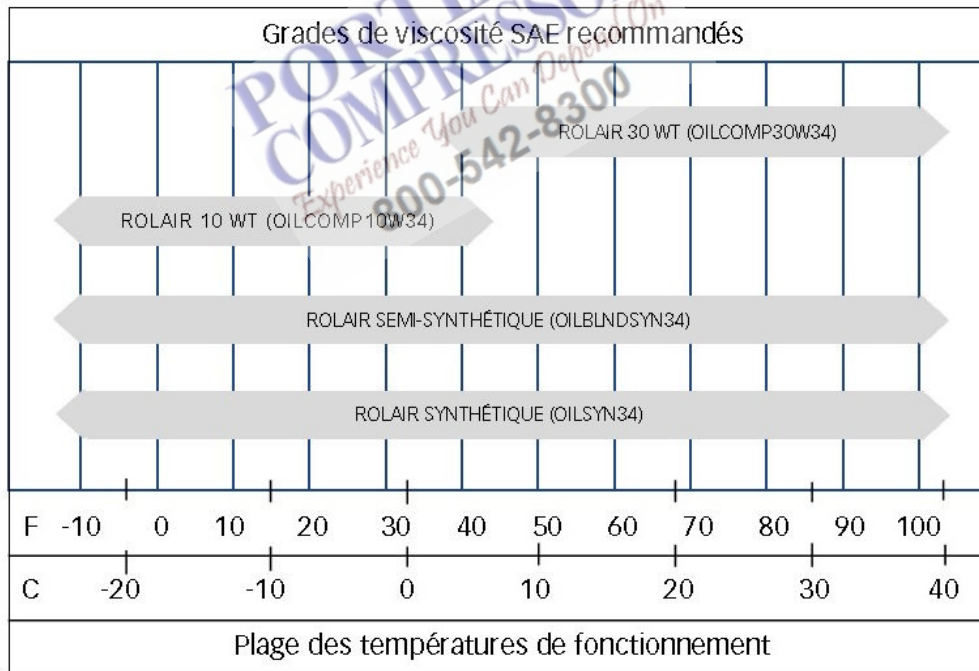 Grades de viscosité SAE recommandés
COMPRESSO
Experience You Can Depend On
800-542-8300
ROLAIR 30 WT (OILCOMP30W34)
ROLAIR 10 WT (OILCOMP10W34)
ROLAIR SEMI-SYNTHÉTIQUE (OILBLNDSYN34)
ROLAIR SYNTHÉTIQUE (OILSYN34)
F -10 0 10 20 30 40 50 60 70 80 90 100
C -20 -10 0 10 20 30 40
Plage des températures de fonctionnement